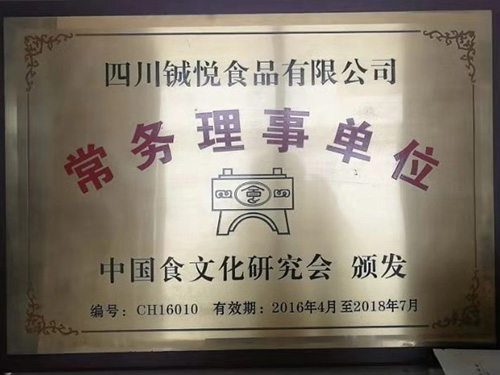 四川铖悦食品有限公司
常务理事单位
食
中国食文化研究会 颁发
编号：CH16010 有效期：2016年4月至2018年7月